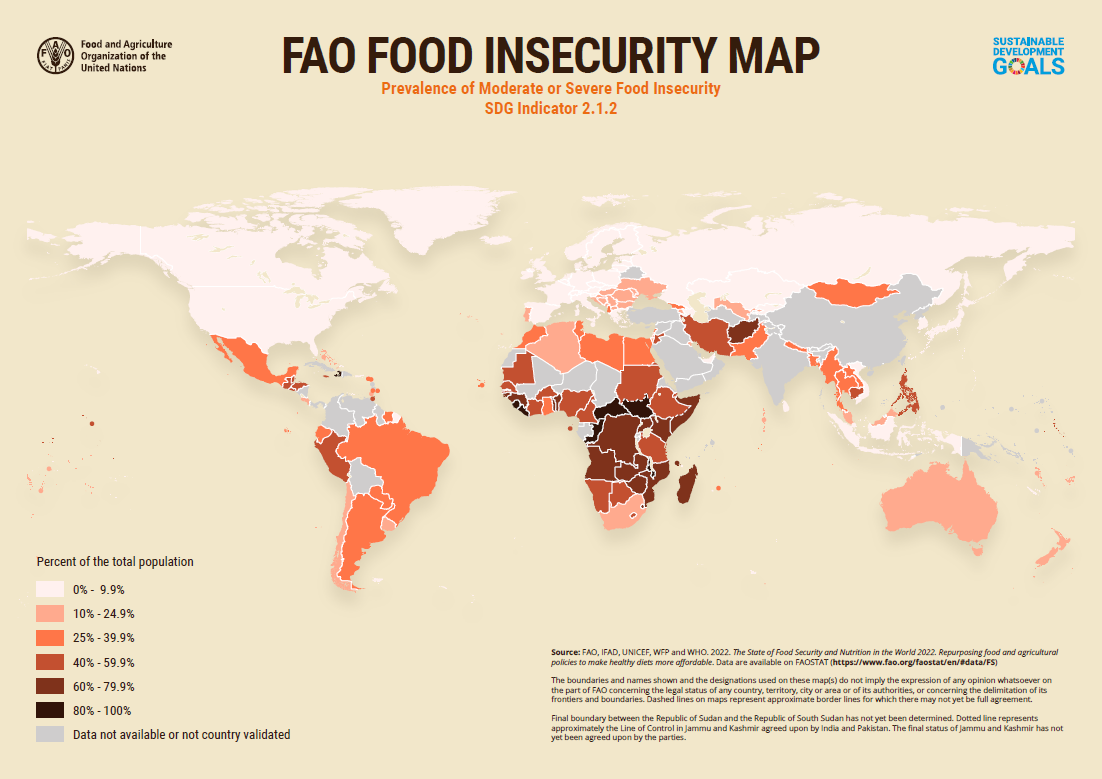 Food and Agriculture
Organization of the
United Nations
FAO FOOD INSECURITY MAP
Prevalence of Moderate or Severe Food Insecurity
SDG Indicator 2.1.2
SUSTAINABLE
DEVELOPMENT
GOALS
Percent of the total population
0% - 9.9%
10% - 24.9%
25% - 39.9%
40% - 59.9%
60% - 79.9%
80% - 100%
Data not available or not country validated
Source: FAO, IFAD, UNICEF, WFP and WHO. 2022. The State of Food Security and Nutrition in the World 2022. Repurposing food and agricultural
policies to make healthy diets more affordable. Data are available on FAOSTAT (https://www.fao.org/faostat/en/#data/FS)
The boundaries and names shown and the designations used on these map(s) do not imply the expression of any opinion whatsoever on
the part of FAO concerning the legal status of any country, territory, city or area or of its authorities, or concerning the delimitation of its
frontiers and boundaries. Dashed lines on maps represent approximate border lines for which there may not yet be full agreement.
Final boundary between the Republic of Sudan and the Republic of South Sudan has not yet been determined. Dotted line represents
approximately the Line of Control in Jammu and Kashmir agreed upon by India and Pakistan. The final status of Jammu and Kashmir has not
yet been agreed upon by the parties.